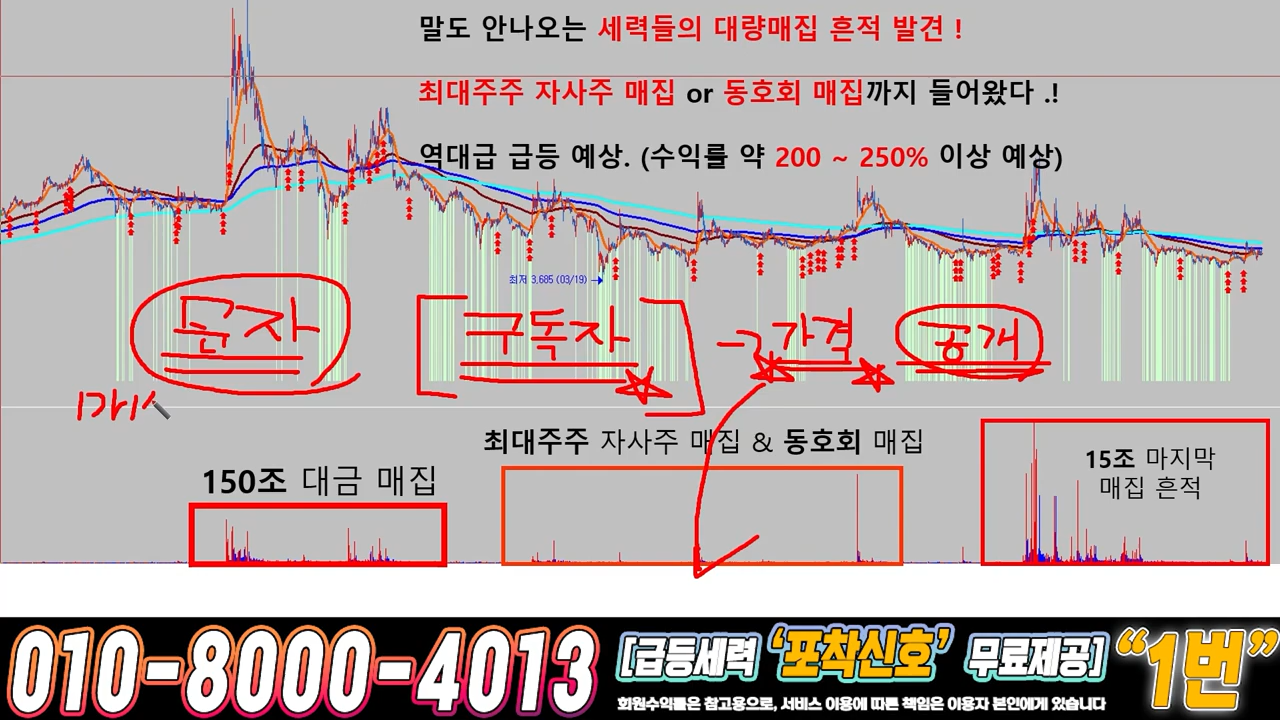 말도 안나오는 세력들의 대량매집 흔적 발견 !
최대주주 자사주 매집 or 동호회 매집까지 들어왔다 .!
역대급 급등 예상. (수익률 약 200 ~ 250% 이상 예상)
최저 3,685 (03/19) →
문자 구독자 → 가격 공개
최대주주 자사주 매집 & 동호회 매집
150조 대금 매집
15조 마지막
매집 흔적
010-8000-4013 [급등세력 ‘포착신호’ 무료제공] “1번”
회원수익률은 참고용으로, 서비스 이용에 따른 책임은 이용자 본인에게 있습니다